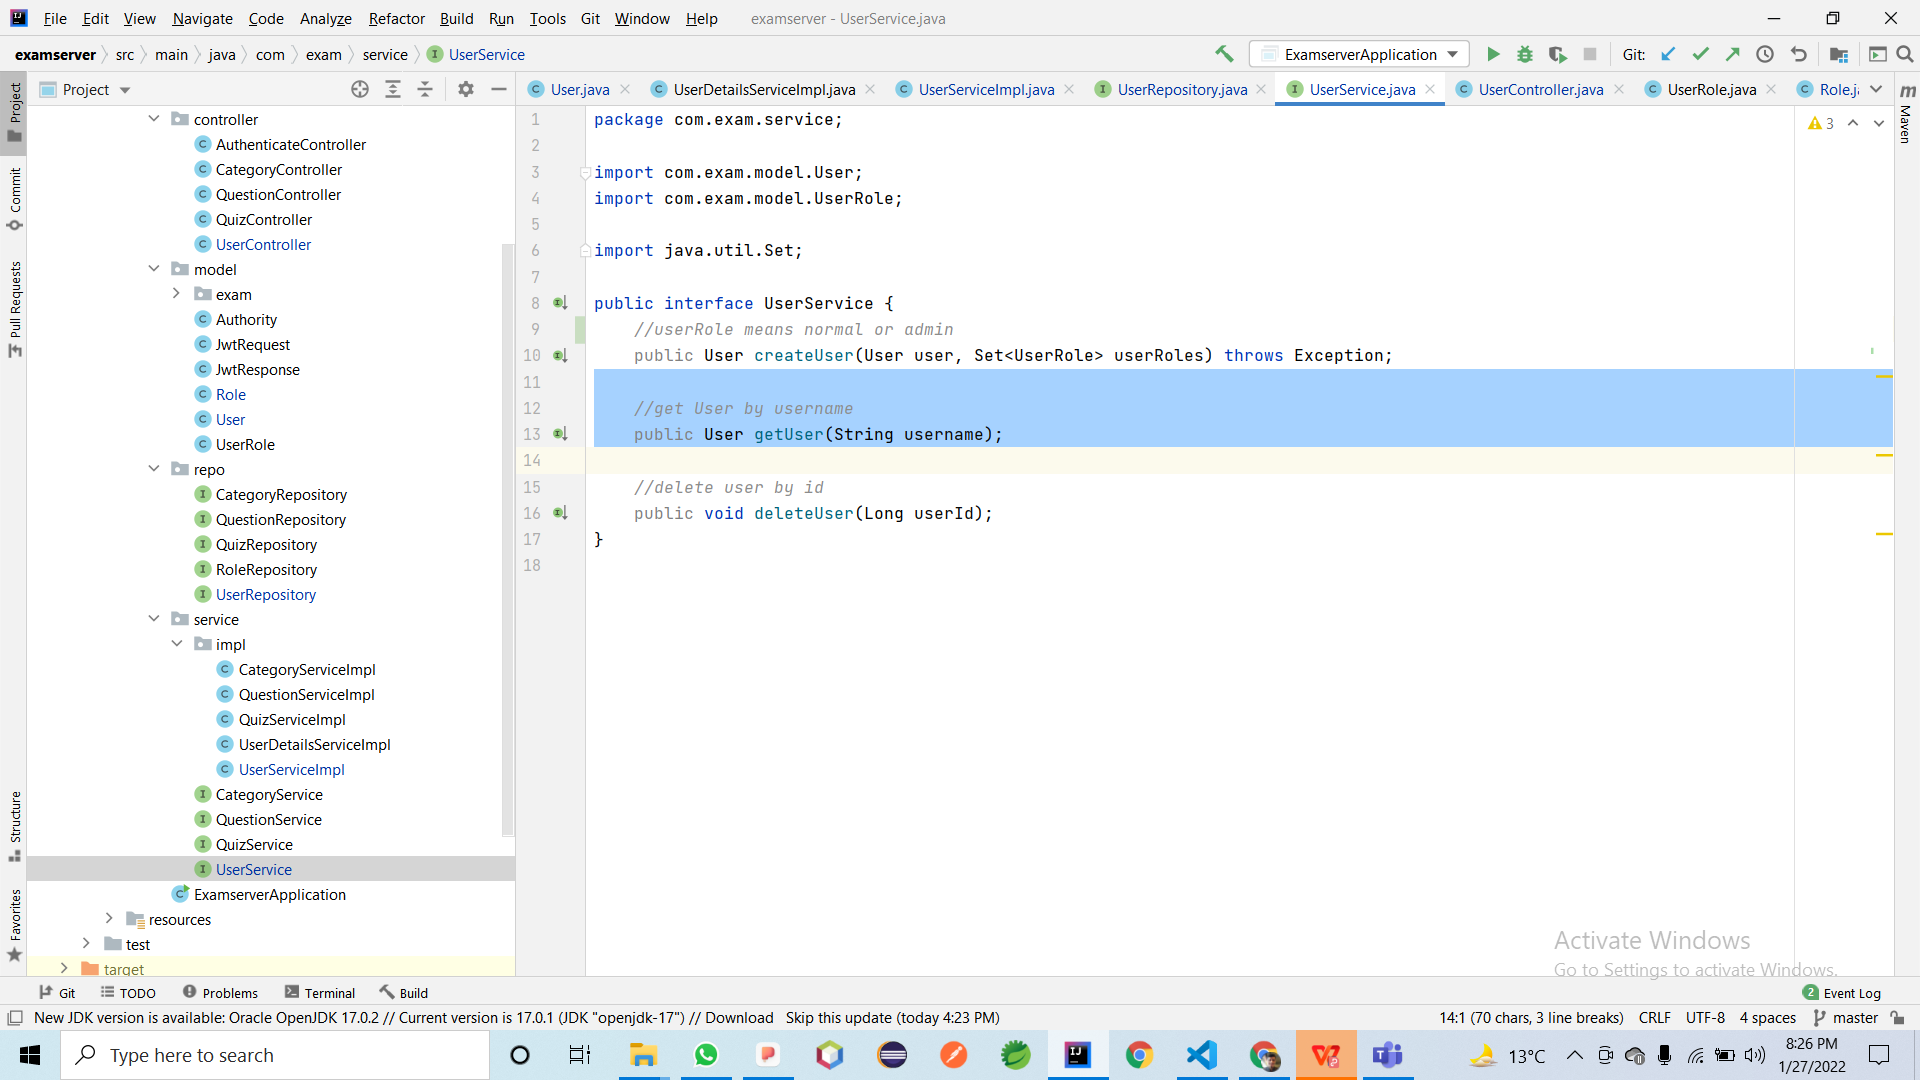 File Edit View Navigate Code Analyze Refactor Build Run Tools Git Window Help examserver - UserService.java
examserver src main java com exam service UserService ExamserverApplication Git:
Project
User.java UserDetailsServiceImpl.java UserServiceImpl.java UserRepository.java UserService.java UserController.java UserRole.java Role.j
Project
Commit
Pull Requests
Structure
Favorites
controller
AuthenticateController
CategoryController
QuestionController
QuizController
UserController
model
exam
Authority
JwtRequest
JwtResponse
Role
User
UserRole
repo
CategoryRepository
QuestionRepository
QuizRepository
RoleRepository
UserRepository
service
impl
CategoryServiceImpl
QuestionServiceImpl
QuizServiceImpl
UserDetailsServiceImpl
UserServiceImpl
CategoryService
QuestionService
QuizService
UserService
ExamserverApplication
resources
test
target
1 package com.exam.service;
2
3 import com.exam.model.User;
4 import com.exam.model.UserRole;
5
6 import java.util.Set;
7
8 public interface UserService {
9 //userRole means normal or admin
10 public User createUser(User user, Set<UserRole> userRoles) throws Exception;
11
12 //get User by username
13 public User getUser(String username);
14
15 //delete user by id
16 public void deleteUser(Long userId);
17 }
18
3
m Maven
Activate Windows
Go to Settings to activate Windows.
Git TODO Problems Terminal Build 2 Event Log
New JDK version is available: Oracle OpenJDK 17.0.2 // Current version is 17.0.1 (JDK "openjdk-17") // Download Skip this update (today 4:23 PM) 14:1 (70 chars, 3 line breaks) CRLF UTF-8 4 spaces master
Type here to search 13°C 8:26 PM
1/27/2022